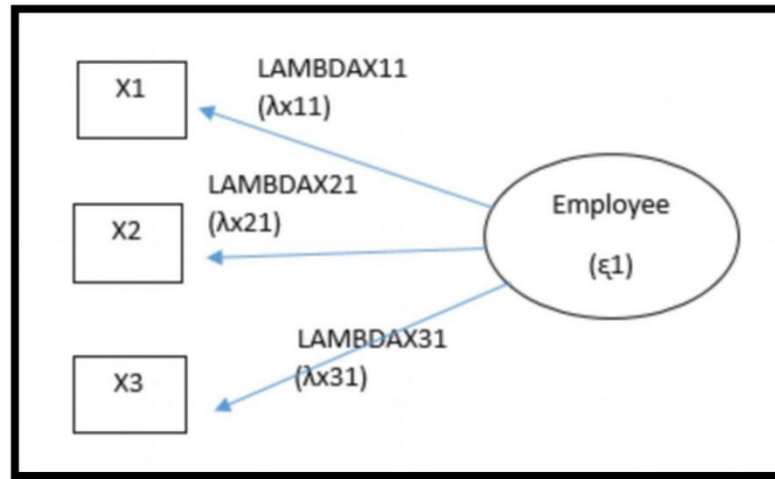 X1
LAMBDAX11
(λx11)
X2
LAMBDAX21
(λx21)
X3
LAMBDAX31
(λx31)
Employee
(ξ1)